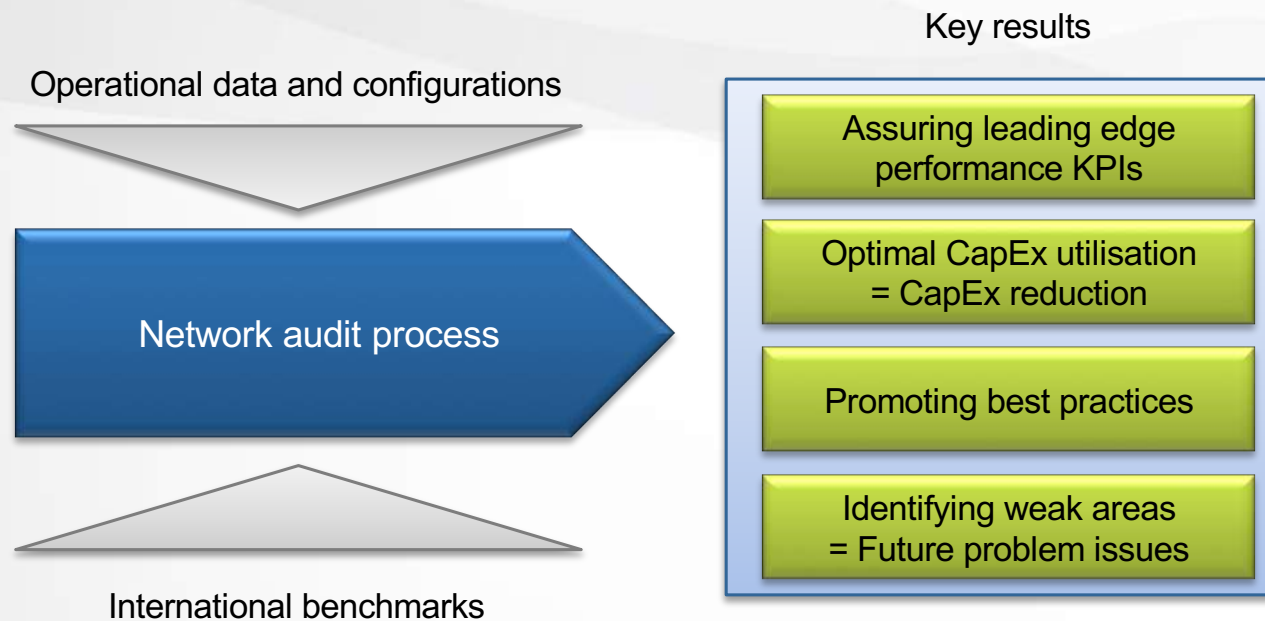 Key results
Operational data and configurations
Assuring leading edge
performance KPIs
Optimal CapEx utilisation
= CapEx reduction
Network audit process
Promoting best practices
Identifying weak areas
= Future problem issues
International benchmarks